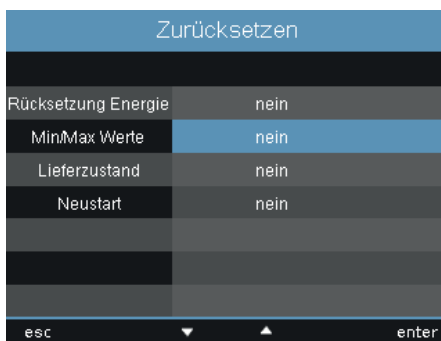 Zurücksetzen
Rücksetzung Energie nein
Min/Max Werte nein
Lieferzustand nein
Neustart nein
esc enter